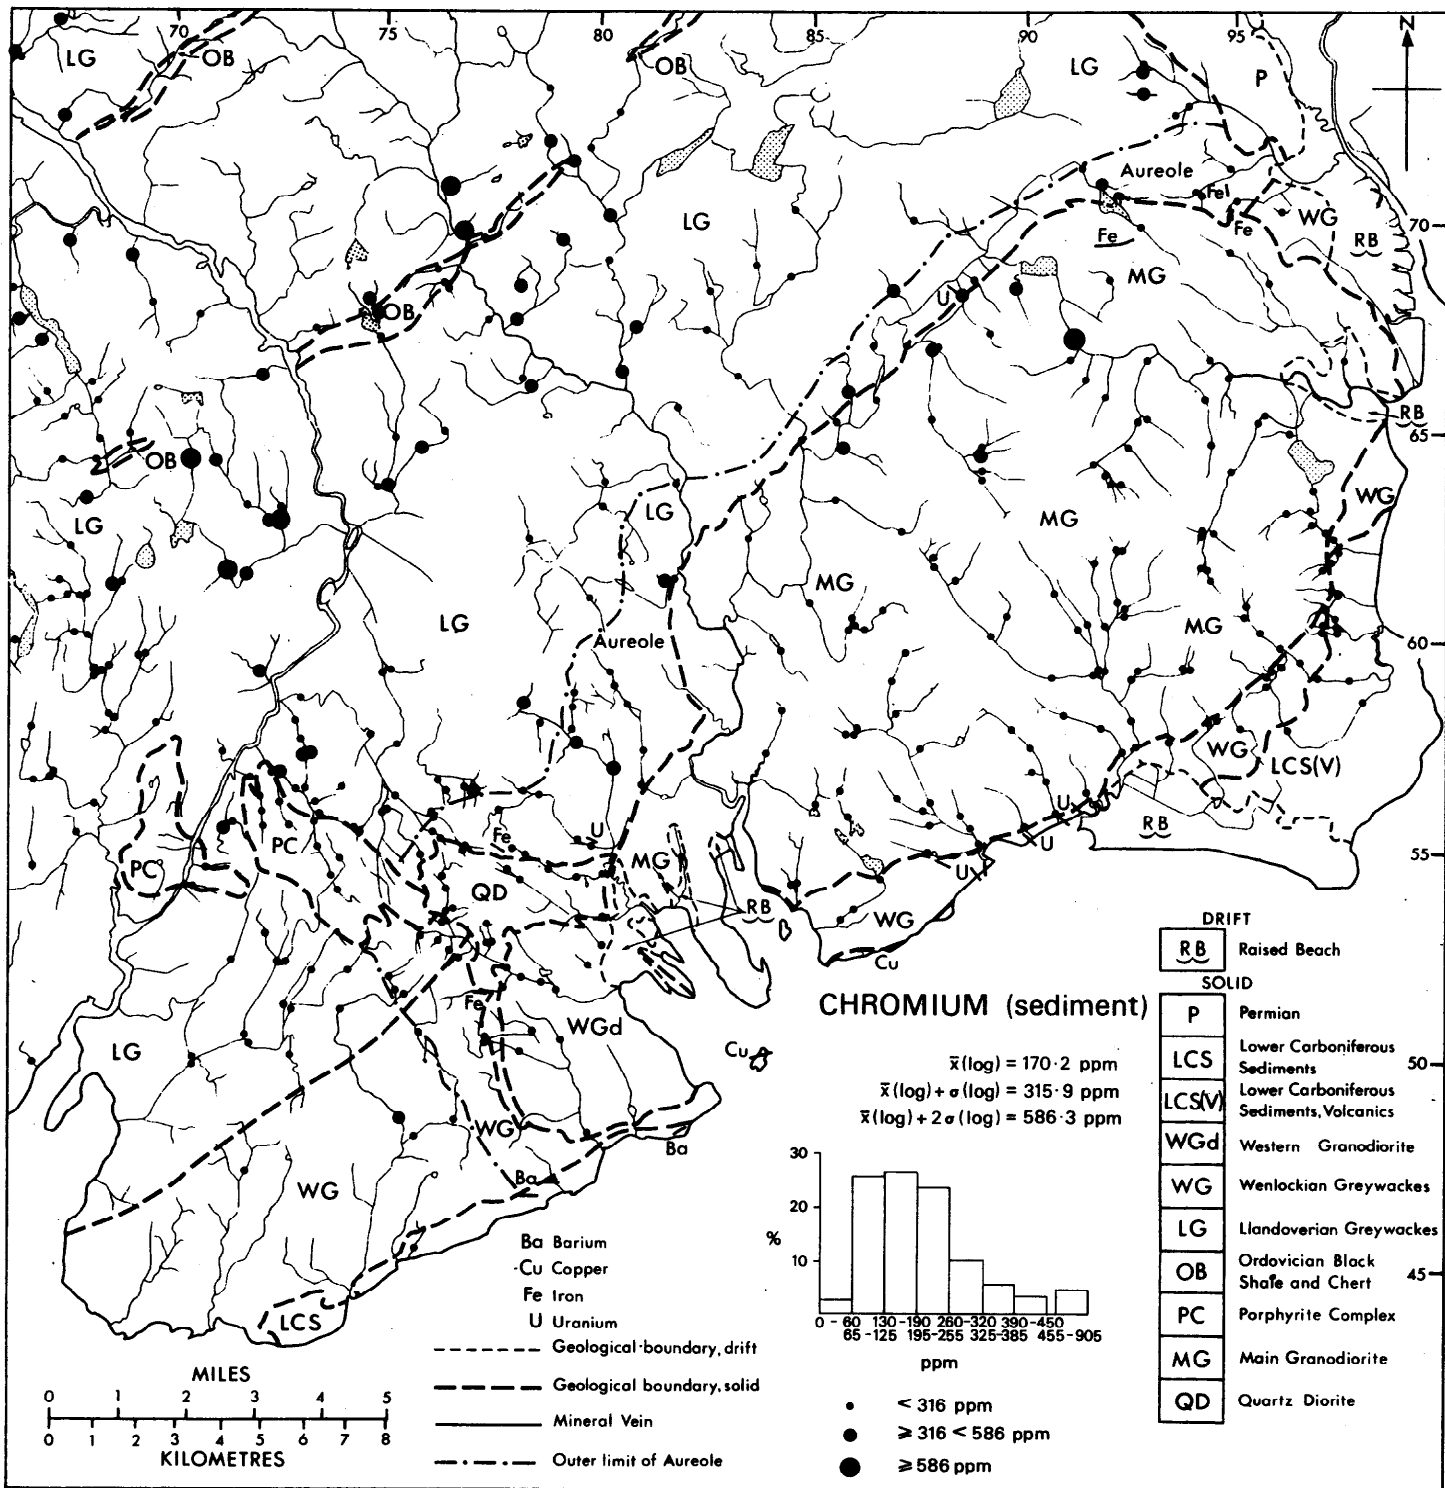 70
75
80
85
90
95
N
LG
OB
OB
LG
P
Aureole
Fe
WG
70
LG
Fe
RB
Fe
MG
U
OB
RB
65
OB
LG
LG
WG
MG
MG
LG
MG
60
Aureole
WG
LCS(V)
U
RB
Fe
U
PC
U
PC
MG
55
QD
U
RB
WG
Cu
Fe
WGd
LG
Cu
WG
Ba
Ba
WG
LCS
DRIFT
RB Raised Beach
SOLID
P Permian
LCS Lower Carboniferous
Sediments
LCS(V) Lower Carboniferous
Sediments, Volcanics
WGd Western Granodiorite
WG Wenlockian Greywackes
LG Llandoverian Greywackes
OB Ordovician Black
Shale and Chert
PC Porphyrite Complex
MG Main Granodiorite
QD Quartz Diorite
50
45
CHROMIUM (sediment)
x̄(log) = 170·2 ppm
x̄(log) + σ(log) = 315·9 ppm
x̄(log) + 2σ(log) = 586·3 ppm
30
20
%
10
0 - 60 130 -190 260 -320 390 -450
65 -125 195 -255 325 -385 455 -905
ppm
< 316 ppm
⩾ 316 < 586 ppm
⩾ 586 ppm
Ba Barium
Cu Copper
Fe Iron
U Uranium
Geological boundary, drift
Geological boundary, solid
Mineral Vein
Outer limit of Aureole
MILES
0 1 2 3 4 5
0 1 2 3 4 5 6 7 8
KILOMETRES